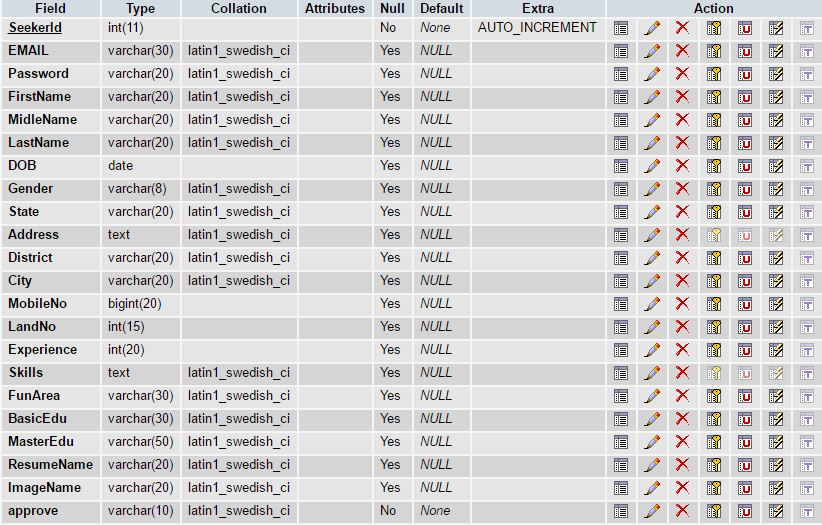 Field Type Collation Attributes Null Default Extra Action
SeekerId int(11) No None AUTO_INCREMENT
EMAIL varchar(30) latin1_swedish_ci Yes NULL
Password varchar(20) latin1_swedish_ci Yes NULL
FirstName varchar(20) latin1_swedish_ci Yes NULL
MidleName varchar(20) latin1_swedish_ci Yes NULL
LastName varchar(20) latin1_swedish_ci Yes NULL
DOB date Yes NULL
Gender varchar(8) latin1_swedish_ci Yes NULL
State varchar(20) latin1_swedish_ci Yes NULL
Address text latin1_swedish_ci Yes NULL
District varchar(20) latin1_swedish_ci Yes NULL
City varchar(20) latin1_swedish_ci Yes NULL
MobileNo bigint(20) Yes NULL
LandNo int(15) Yes NULL
Experience int(20) Yes NULL
Skills text latin1_swedish_ci Yes NULL
FunArea varchar(30) latin1_swedish_ci Yes NULL
BasicEdu varchar(30) latin1_swedish_ci Yes NULL
MasterEdu varchar(50) latin1_swedish_ci Yes NULL
ResumeName varchar(20) latin1_swedish_ci Yes NULL
ImageName varchar(20) latin1_swedish_ci Yes NULL
approve varchar(10) latin1_swedish_ci No None